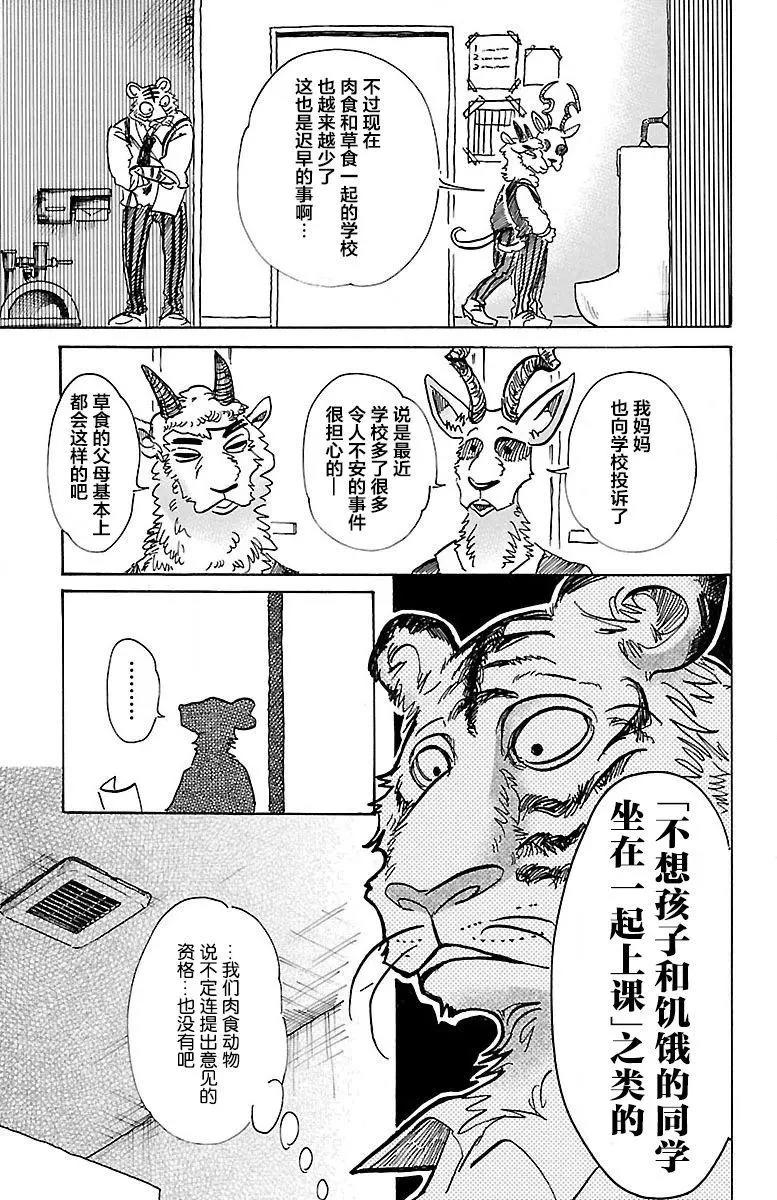 不过现在
肉食和草食一起的学校
也越来越少了
这也是迟早的事啊…
1
2
3
我妈妈
也向学校
投诉了
说是最近
学校多了很多
令人不安的事件
很担心的—
草食的父母基本上
都会这样的吧
「不想孩子和饥饿的同学
坐在一起上课」之类的
………
…我们肉食动物
说不定连提出意见的
资格…也没有吧